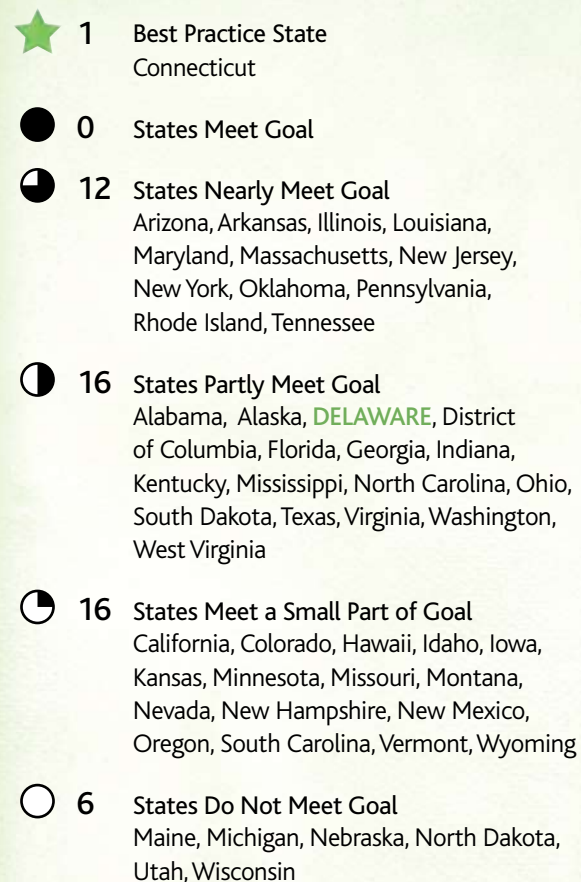 1 Best Practice State
Connecticut
0 States Meet Goal
12 States Nearly Meet Goal
Arizona, Arkansas, Illinois, Louisiana,
Maryland, Massachusetts, New Jersey,
New York, Oklahoma, Pennsylvania,
Rhode Island, Tennessee
16 States Partly Meet Goal
Alabama, Alaska, DELAWARE, District
of Columbia, Florida, Georgia, Indiana,
Kentucky, Mississippi, North Carolina, Ohio,
South Dakota, Texas, Virginia, Washington,
West Virginia
16 States Meet a Small Part of Goal
California, Colorado, Hawaii, Idaho, Iowa,
Kansas, Minnesota, Missouri, Montana,
Nevada, New Hampshire, New Mexico,
Oregon, South Carolina, Vermont, Wyoming
6 States Do Not Meet Goal
Maine, Michigan, Nebraska, North Dakota,
Utah, Wisconsin